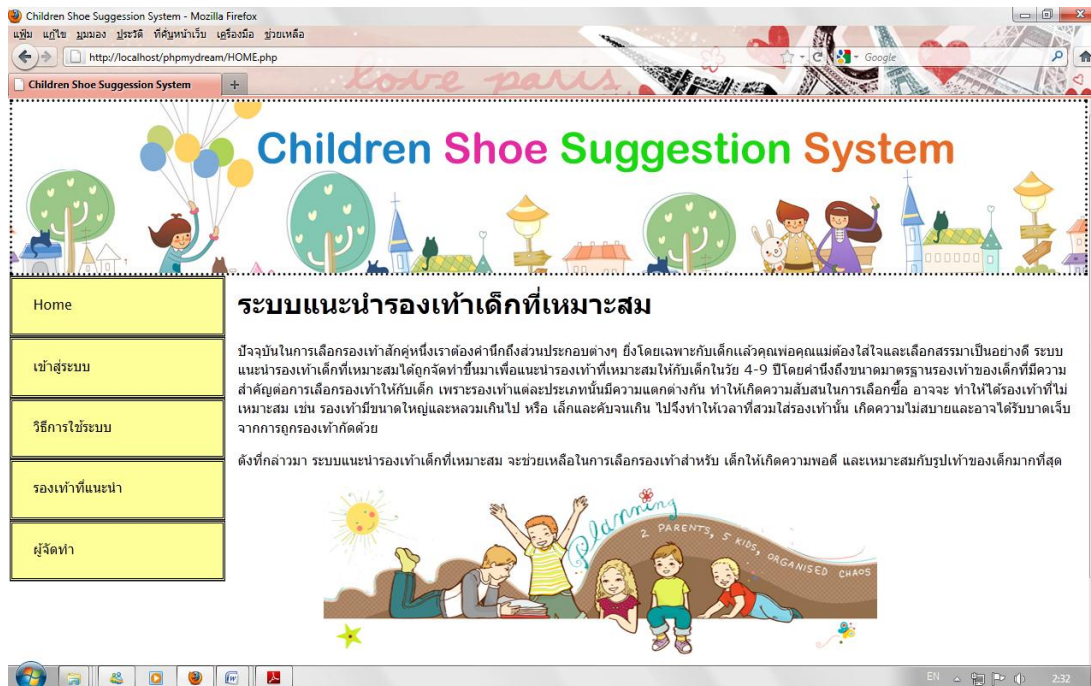 Children Shoe Suggession System - Mozilla Firefox
แฟ้ม แก้ไข มุมมอง ประวัติ ที่คั่นหน้าเว็บ เครื่องมือ ช่วยเหลือ
http://localhost/phpmydream/HOME.php
Google
Children Shoe Suggession System
love paris
Children Shoe Suggestion System
Home
เข้าสู่ระบบ
วิธีการใช้ระบบ
รองเท้าที่แนะนำ
ผู้จัดทำ
ระบบแนะนำรองเท้าเด็กที่เหมาะสม
ปัจจุบันในการเลือกรองเท้าสักคู่หนึ่งเราต้องคำนึกถึงส่วนประกอบต่างๆ ยิ่งโดยเฉพาะกับเด็กแล้วคุณพ่อคุณแม่ต้องใส่ใจและเลือกสรรมาเป็นอย่างดี ระบบ
แนะนำรองเท้าเด็กที่เหมาะสมได้ถูกจัดทำขึ้นมาเพื่อแนะนำรองเท้าที่เหมาะสมให้กับเด็กในวัย 4-9 ปีโดยคำนึงถึงขนาดมาตรฐานรองเท้าของเด็กที่มีความ
สำคัญต่อการเลือกรองเท้าให้กับเด็ก เพราะรองเท้าแต่ละประเภทนั้นมีความแตกต่างกัน ทำให้เกิดความสับสนในการเลือกซื้อ อาจจะ ทำให้ได้รองเท้าที่ไม่
เหมาะสม เช่น รองเท้ามีขนาดใหญ่และหลวมเกินไป หรือ เล็กและคับจนเกิน ไปจึงทำให้เวลาที่สวมใส่รองเท้านั้น เกิดความไม่สบายและอาจได้รับบาดเจ็บ
จากการถูกรองเท้ากัดด้วย
ดังที่กล่าวมา ระบบแนะนำรองเท้าเด็กที่เหมาะสม จะช่วยเหลือในการเลือกรองเท้าสำหรับ เด็กให้เกิดความพอดี และเหมาะสมกับรูปเท้าของเด็กมากที่สุด
Planning
2 PARENTS, 5 KIDS, ORGANISED CHAOS
EN
2:32